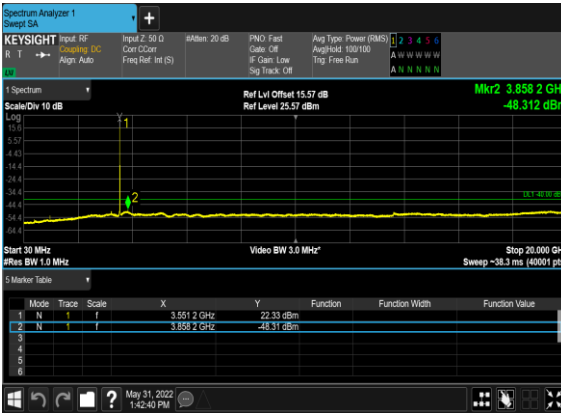 Spectrum Analyzer 1
Swept SA
+
KEYSIGHT Input: RF Input Z: 50 Ω #Atten: 20 dB PNO: Fast Avg Type: Power (RMS) 1 2 3 4 5 6
R T Coupling: DC Corr CCorr Gate: Off Avg|Hold: 100/100 A W W W W W
Align: Auto Freq Ref: Int (S) IF Gain: Low Trig: Free Run
Sig Track: Off A N N N N N
1 Spectrum Ref Lvl Offset 15.57 dB Mkr2 3.858 2 GH
Scale/Div 10 dB Ref Level 25.57 dBm -48.312 dBr
Log
15.6
5.57
-4.43
-14.4
-24.4
-34.4
-44.4
-54.4
-64.4
1
2
DL1 -40.00 dB
Start 30 MHz Video BW 3.0 MHz* Stop 20.000 GH
#Res BW 1.0 MHz Sweep ~38.3 ms (40001 pts
5 Marker Table
Mode Trace Scale X Y Function Function Width Function Value
1 N 1 f 3.551 2 GHz 22.33 dBm
2 N 1 f 3.858 2 GHz -48.31 dBm
3
4
5
6
? May 31, 2022
1:42:40 PM